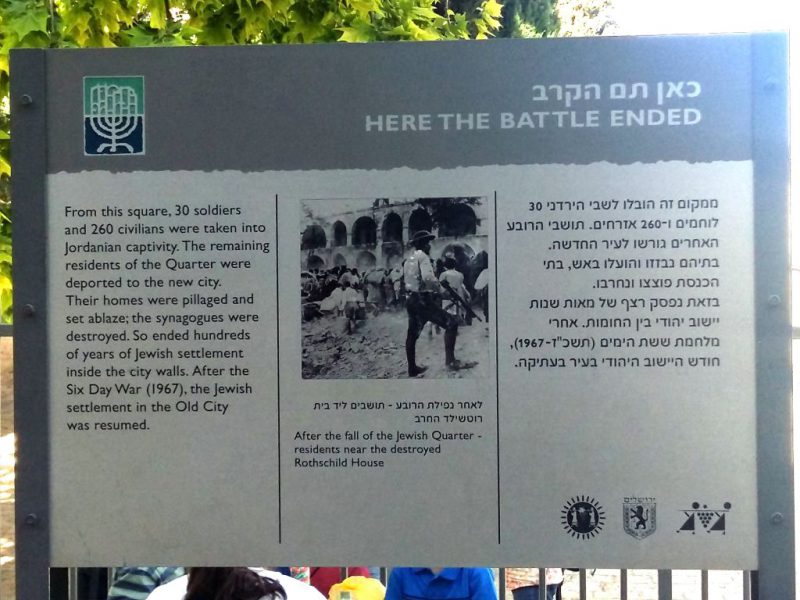 כאן תם הקרב
HERE THE BATTLE ENDED
From this square, 30 soldiers
and 260 civilians were taken into
Jordanian captivity. The remaining
residents of the Quarter were
deported to the new city.
Their homes were pillaged and
set ablaze; the synagogues were
destroyed. So ended hundreds
of years of Jewish settlement
inside the city walls. After the
Six Day War (1967), the Jewish
settlement in the Old City
was resumed.
לאחר נפילת הרובע - תושבים ליד בית
רוטשילד החרב
After the fall of the Jewish Quarter -
residents near the destroyed
Rothschild House
ממקום זה הובלו לשבי הירדני 30
לוחמים ו-260 אזרחים. תושבי הרובע
האחרים גורשו לעיר החדשה.
בתיהם נבזזו והועלו באש, בתי
הכנסת פוצצו ונחרבו.
בזאת נפסק רצף של מאות שנות
יישוב יהודי בין החומות. אחרי
מלחמת ששת הימים (תשכ"ז-1967),
חודש היישוב היהודי בעיר בעתיקה.
ירושלים